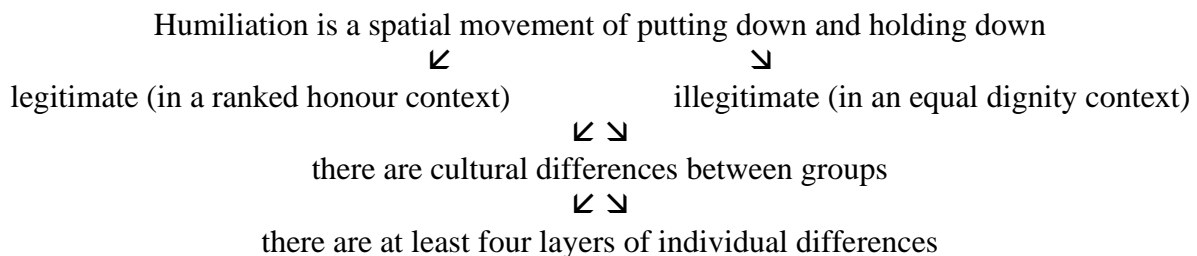 Humiliation is a spatial movement of putting down and holding down
↙ ↘
legitimate (in a ranked honour context) illegitimate (in an equal dignity context)
↙ ↘
there are cultural differences between groups
↙ ↘
there are at least four layers of individual differences